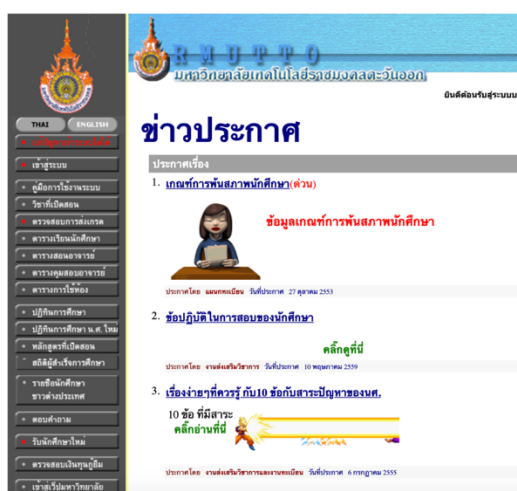 R M U T T O
มหาวิทยาลัยเทคโนโลยีราชมงคลตะวันออก
ยินดีต้อนรับสู่ระบบบ
THAI
ENGLISH
เข้าสู่ระบบ
คู่มือการใช้งานระบบ
วิชาที่เปิดสอน
ตรวจสอบการส่งเกรด
ตารางเรียนนักศึกษา
ตารางสอนอาจารย์
ตารางคุมสอบอาจารย์
ตารางการใช้ห้อง
ปฏิทินการศึกษา
ปฏิทินการศึกษา น.ศ. ใหม่
หลักสูตรที่เปิดสอน
สถิติผู้สำเร็จการศึกษา
รายชื่อนักศึกษา
ชาวต่างประเทศ
ตอบคำถาม
รับนักศึกษาใหม่
ตรวจสอบเงินทุนกู้ยืม
เข้าสู่เว็ปมหาวิทยาลัย
ข่าวประกาศ
ประกาศเรื่อง
1. เกณฑ์การพ้นสภาพนักศึกษา(ด่วน)
ข้อมูลเกณฑ์การพ้นสภาพนักศึกษา
ประกาศโดย แผนกทะเบียน วันที่ประกาศ 27 ตุลาคม 2553
2. ข้อปฏิบัติในการสอบของนักศึกษา
คลิ๊กดูที่นี่
ประกาศโดย งานส่งเสริมวิชาการ วันที่ประกาศ 10 พฤษภาคม 2559
3. เรื่องง่ายๆที่ควรรู้ กับ10 ข้อกับสาระปัญหาของนศ.
10 ข้อ ที่มีสาระ
คลิ๊กอ่านที่นี่
ประกาศโดย งานส่งเสริมวิชาการและงานทะเบียน วันที่ประกาศ 6 กรกฎาคม 2555